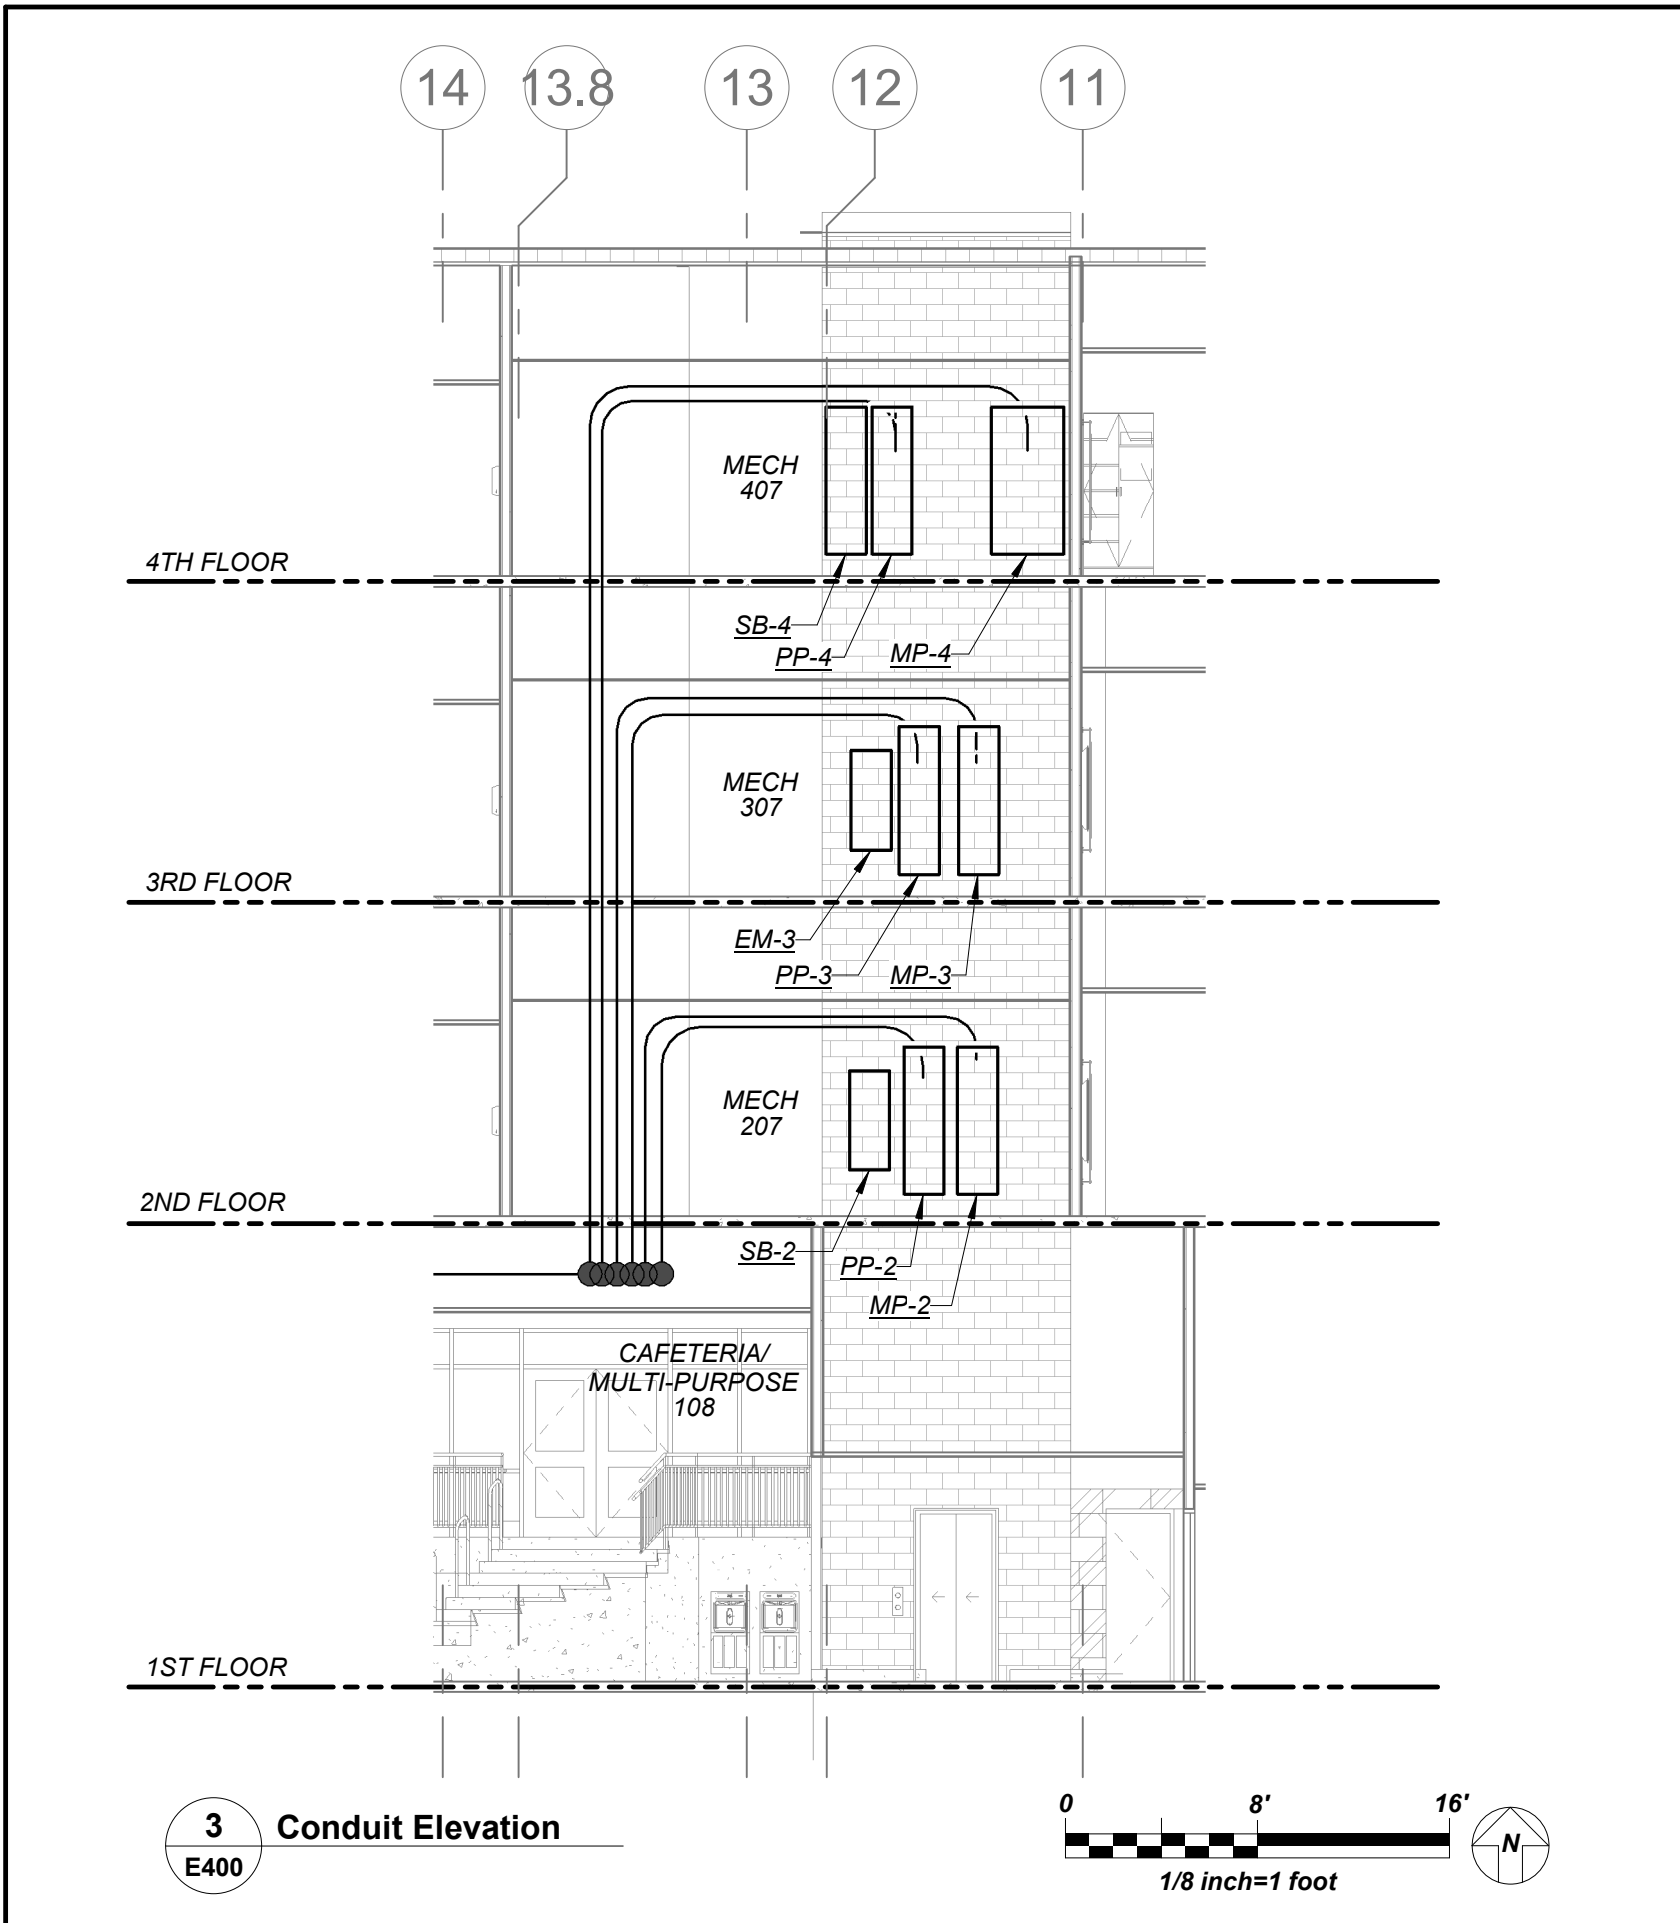 14
13.8
13
12
11
MECH
407
4TH FLOOR
SB-4
PP-4
MP-4
MECH
307
3RD FLOOR
EM-3
PP-3
MP-3
MECH
207
2ND FLOOR
SB-2
PP-2
MP-2
CAFETERIA/
MULTI-PURPOSE
108
1ST FLOOR
3
E400
Conduit Elevation
0 8' 16'
1/8 inch=1 foot
N